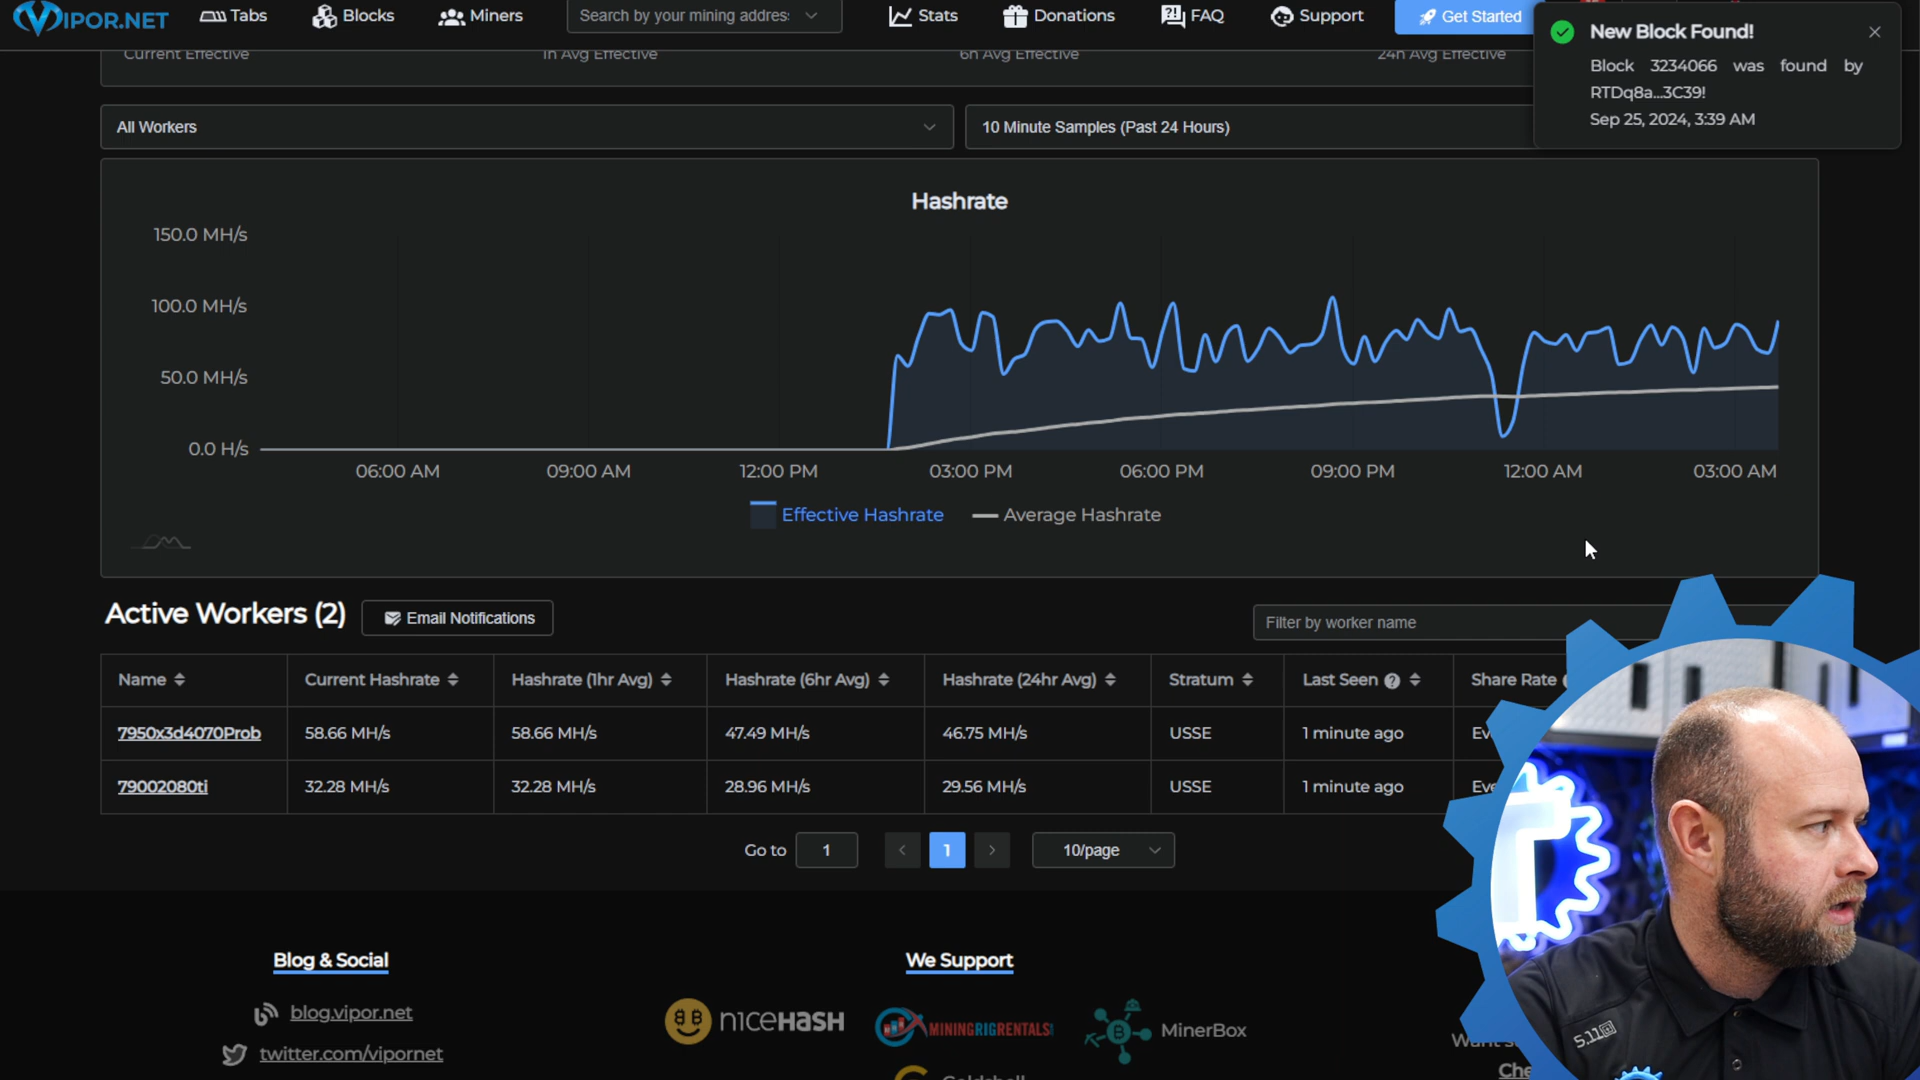 VIPOR.NET
Tabs
Blocks
Miners
Search by your mining addres
Stats
Donations
FAQ
Support
Get Started
New Block Found!
Block 3234066 was found by
RTDq8a...3C39!
Sep 25, 2024, 3:39 AM
Current Effective
1h Avg Effective
6h Avg Effective
24h Avg Effective
All Workers
10 Minute Samples (Past 24 Hours)
Hashrate
150.0 MH/s
100.0 MH/s
50.0 MH/s
0.0 H/s
06:00 AM 09:00 AM 12:00 PM 03:00 PM 06:00 PM 09:00 PM 12:00 AM 03:00 AM
Effective Hashrate Average Hashrate
Active Workers (2)
Email Notifications
Filter by worker name
Name Current Hashrate Hashrate (1hr Avg) Hashrate (6hr Avg) Hashrate (24hr Avg) Stratum Last Seen Share Rate
7950x3d4070Prob 58.66 MH/s 58.66 MH/s 47.49 MH/s 46.75 MH/s USSE 1 minute ago
79002080ti 32.28 MH/s 32.28 MH/s 28.96 MH/s 29.56 MH/s USSE 1 minute ago
Go to 1 < 1 > 10/page
Blog & Social
We Support
blog.vipor.net
twitter.com/vipornet
NICEHASH
MININGRIGRENTALS
MinerBox
5.11